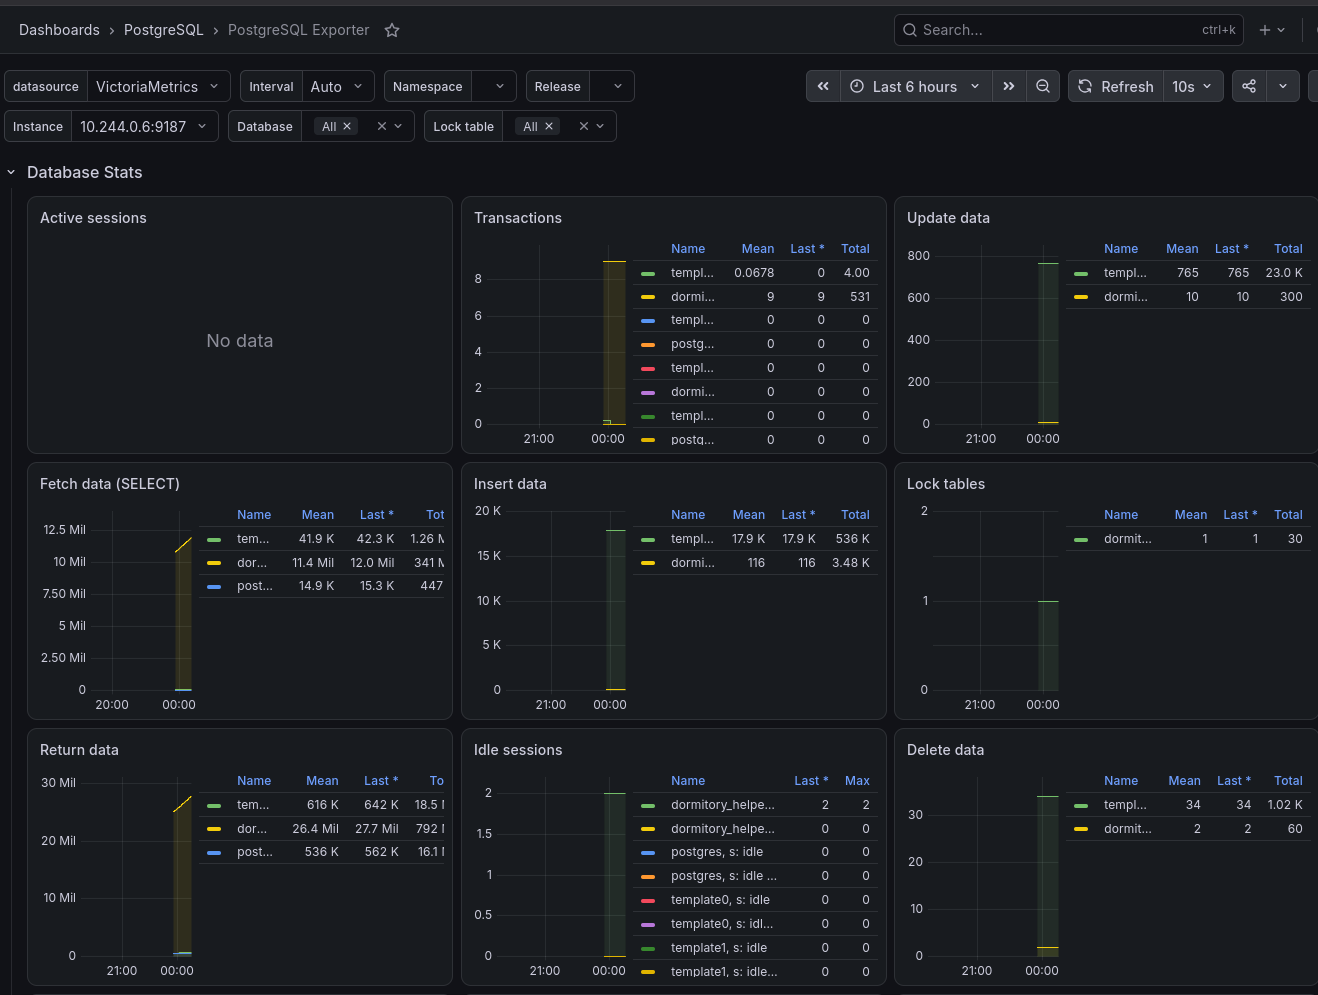 Dashboards › PostgreSQL › PostgreSQL Exporter
Search... ctrl+k
datasource VictoriaMetrics Interval Auto Namespace Release
Last 6 hours Refresh 10s
Instance 10.244.0.6:9187 Database All Lock table All
Database Stats
Active sessions
No data
Transactions
Name Mean Last * Total
templ... 0.0678 0 4.00
dormi... 9 9 531
templ... 0 0 0
postg... 0 0 0
templ... 0 0 0
dormi... 0 0 0
templ... 0 0 0
postg... 0 0 0
8
6
4
2
0
21:00 00:00
Update data
Name Mean Last * Total
templ... 765 765 23.0 K
dormi... 10 10 300
800
600
400
200
0
21:00 00:00
Fetch data (SELECT)
Name Mean Last * Tot
tem... 41.9 K 42.3 K 1.26 M
dor... 11.4 Mil 12.0 Mil 341 M
post... 14.9 K 15.3 K 447
12.5 Mil
10 Mil
7.50 Mil
5 Mil
2.50 Mil
0
20:00 00:00
Insert data
Name Mean Last * Total
templ... 17.9 K 17.9 K 536 K
dormi... 116 116 3.48 K
20 K
15 K
10 K
5 K
0
21:00 00:00
Lock tables
Name Mean Last * Total
dormit... 1 1 30
2
1
0
21:00 00:00
Return data
Name Mean Last * To
tem... 616 K 642 K 18.5
dor... 26.4 Mil 27.7 Mil 792
post... 536 K 562 K 16.1
30 Mil
20 Mil
10 Mil
0
21:00 00:00
Idle sessions
Name Last * Max
dormitory_helpe... 2 2
dormitory_helpe... 0 0
postgres, s: idle 0 0
postgres, s: idle ... 0 0
template0, s: idle 0 0
template0, s: idl... 0 0
template1, s: idle 0 0
template1, s: idle... 0 0
2
1.5
1
0.5
0
21:00 00:00
Delete data
Name Mean Last * Total
templ... 34 34 1.02 K
dormit... 2 2 60
30
20
10
0
21:00 00:00